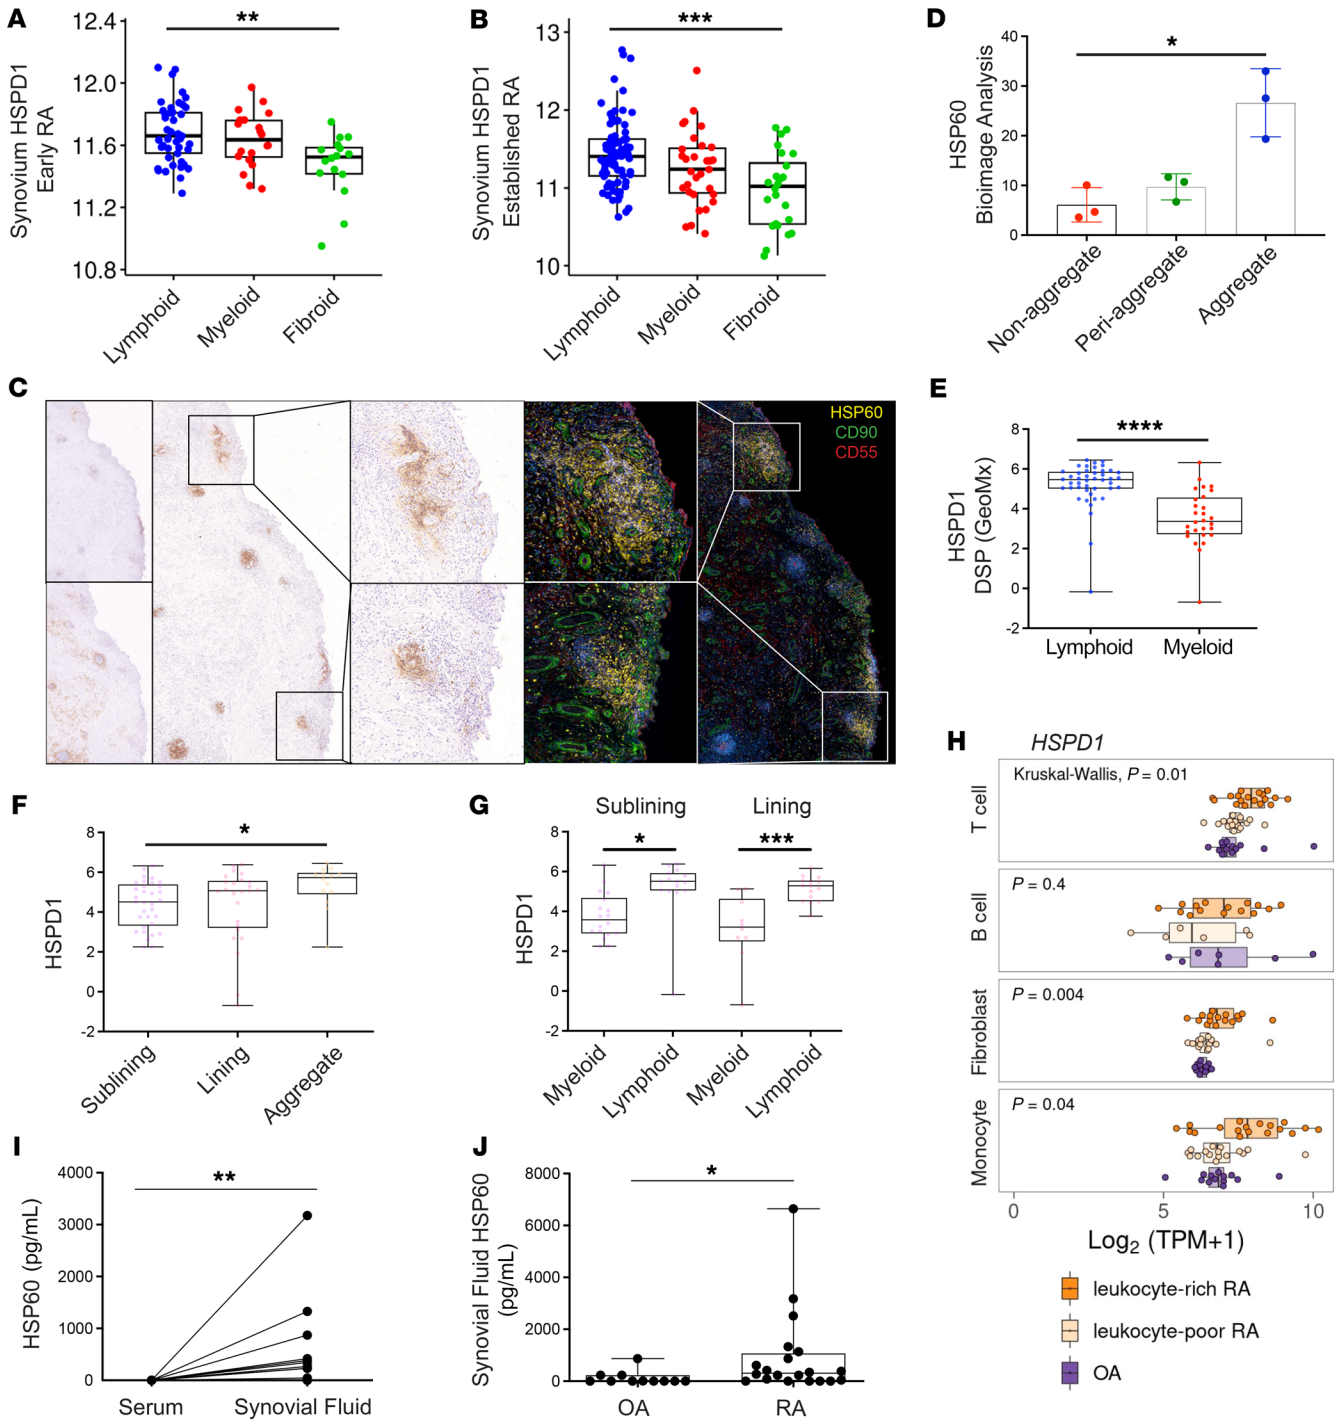 A
**
12.4
12.0
11.6
11.2
10.8
Synovium HSPD1
Early RA
Lymphoid
Myeloid
Fibroid
B
***
13
12
11
10
Synovium HSPD1
Established RA
Lymphoid
Myeloid
Fibroid
D
*
40
30
20
10
0
HSP60
Bioimage Analysis
Non-aggregate
Peri-aggregate
Aggregate
C
HSP60
CD90
CD55
E
****
8
6
4
2
0
-2
HSPD1
DSP (GeoMx)
Lymphoid
Myeloid
F
*
8
6
4
2
0
-2
HSPD1
Sublining
Lining
Aggregate
G
Sublining
Lining
*
***
8
6
4
2
0
-2
HSPD1
Myeloid
Lymphoid
Myeloid
Lymphoid
H
HSPD1
Kruskal-Wallis, P = 0.01
T cell
P = 0.4
B cell
P = 0.004
Fibroblast
P = 0.04
Monocyte
0
5
10
Log2 (TPM+1)
leukocyte-rich RA
leukocyte-poor RA
OA
I
**
4000
3000
2000
1000
0
HSP60 (pg/mL)
Serum
Synovial Fluid
J
*
8000
6000
4000
2000
0
Synovial Fluid HSP60
(pg/mL)
OA
RA